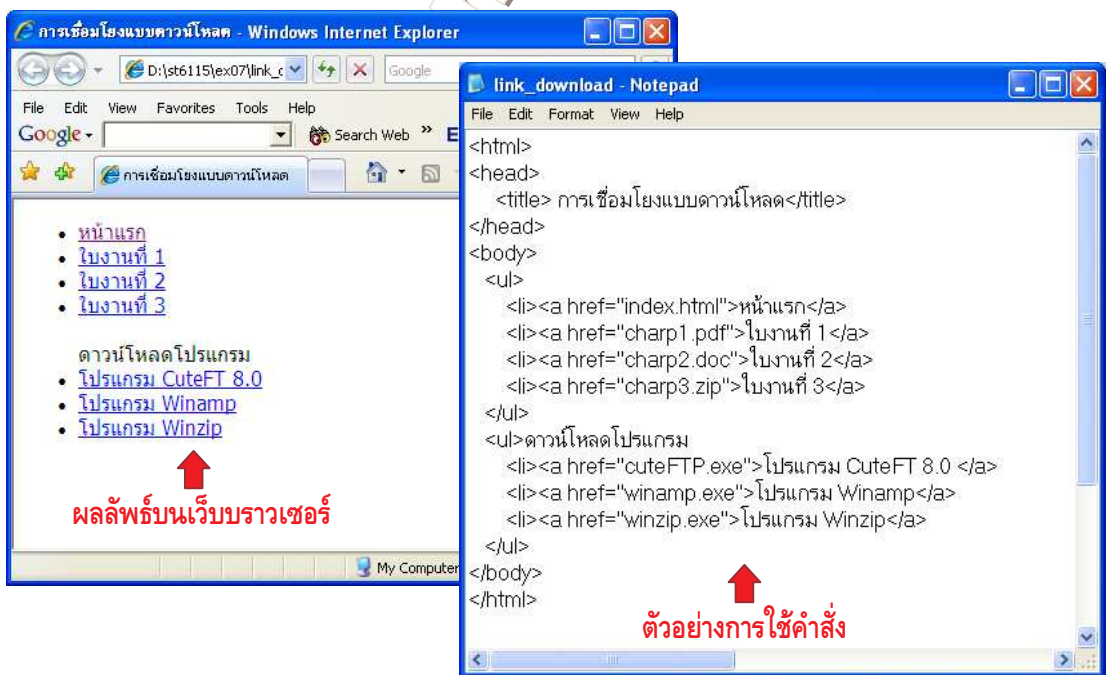 การเชื่อมโยงแบบดาวน์โหลด - Windows Internet Explorer
D:\st6115\ex07\link_c
Google
File Edit View Favorites Tools Help
Google
Search Web »
การเชื่อมโยงแบบดาวน์โหลด
หน้าแรก
ใบงานที่ 1
ใบงานที่ 2
ใบงานที่ 3
ดาวน์โหลดโปรแกรม
โปรแกรม CuteFT 8.0
โปรแกรม Winamp
โปรแกรม Winzip
ผลลัพธ์บนเว็บบราวเซอร์
My Computer
link_download - Notepad
File Edit Format View Help
<html>
<head>
<title> การเชื่อมโยงแบบดาวน์โหลด</title>
</head>
<body>
<ul>
<li><a href="index.html">หน้าแรก</a>
<li><a href="charp1.pdf">ใบงานที่ 1</a>
<li><a href="charp2.doc">ใบงานที่ 2</a>
<li><a href="charp3.zip">ใบงานที่ 3</a>
</ul>
<ul>ดาวน์โหลดโปรแกรม
<li><a href="cuteFTP.exe">โปรแกรม CuteFT 8.0 </a>
<li><a href="winamp.exe">โปรแกรม Winamp</a>
<li><a href="winzip.exe">โปรแกรม Winzip</a>
</ul>
</body>
</html>
ตัวอย่างการใช้คำสั่ง